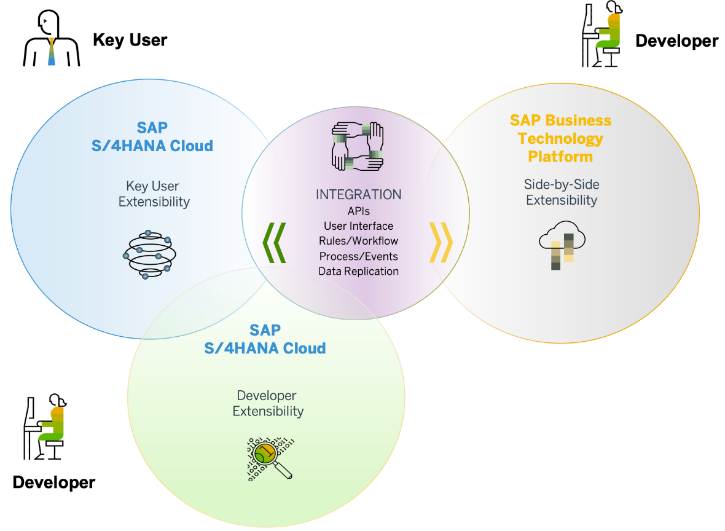 Key User
Developer
SAP
S/4HANA Cloud
Key User
Extensibility
INTEGRATION
APIs
User Interface
Rules/Workflow
Process/Events
Data Replication
SAP Business
Technology
Platform
Side-by-Side
Extensibility
SAP
S/4HANA Cloud
Developer
Extensibility
Developer